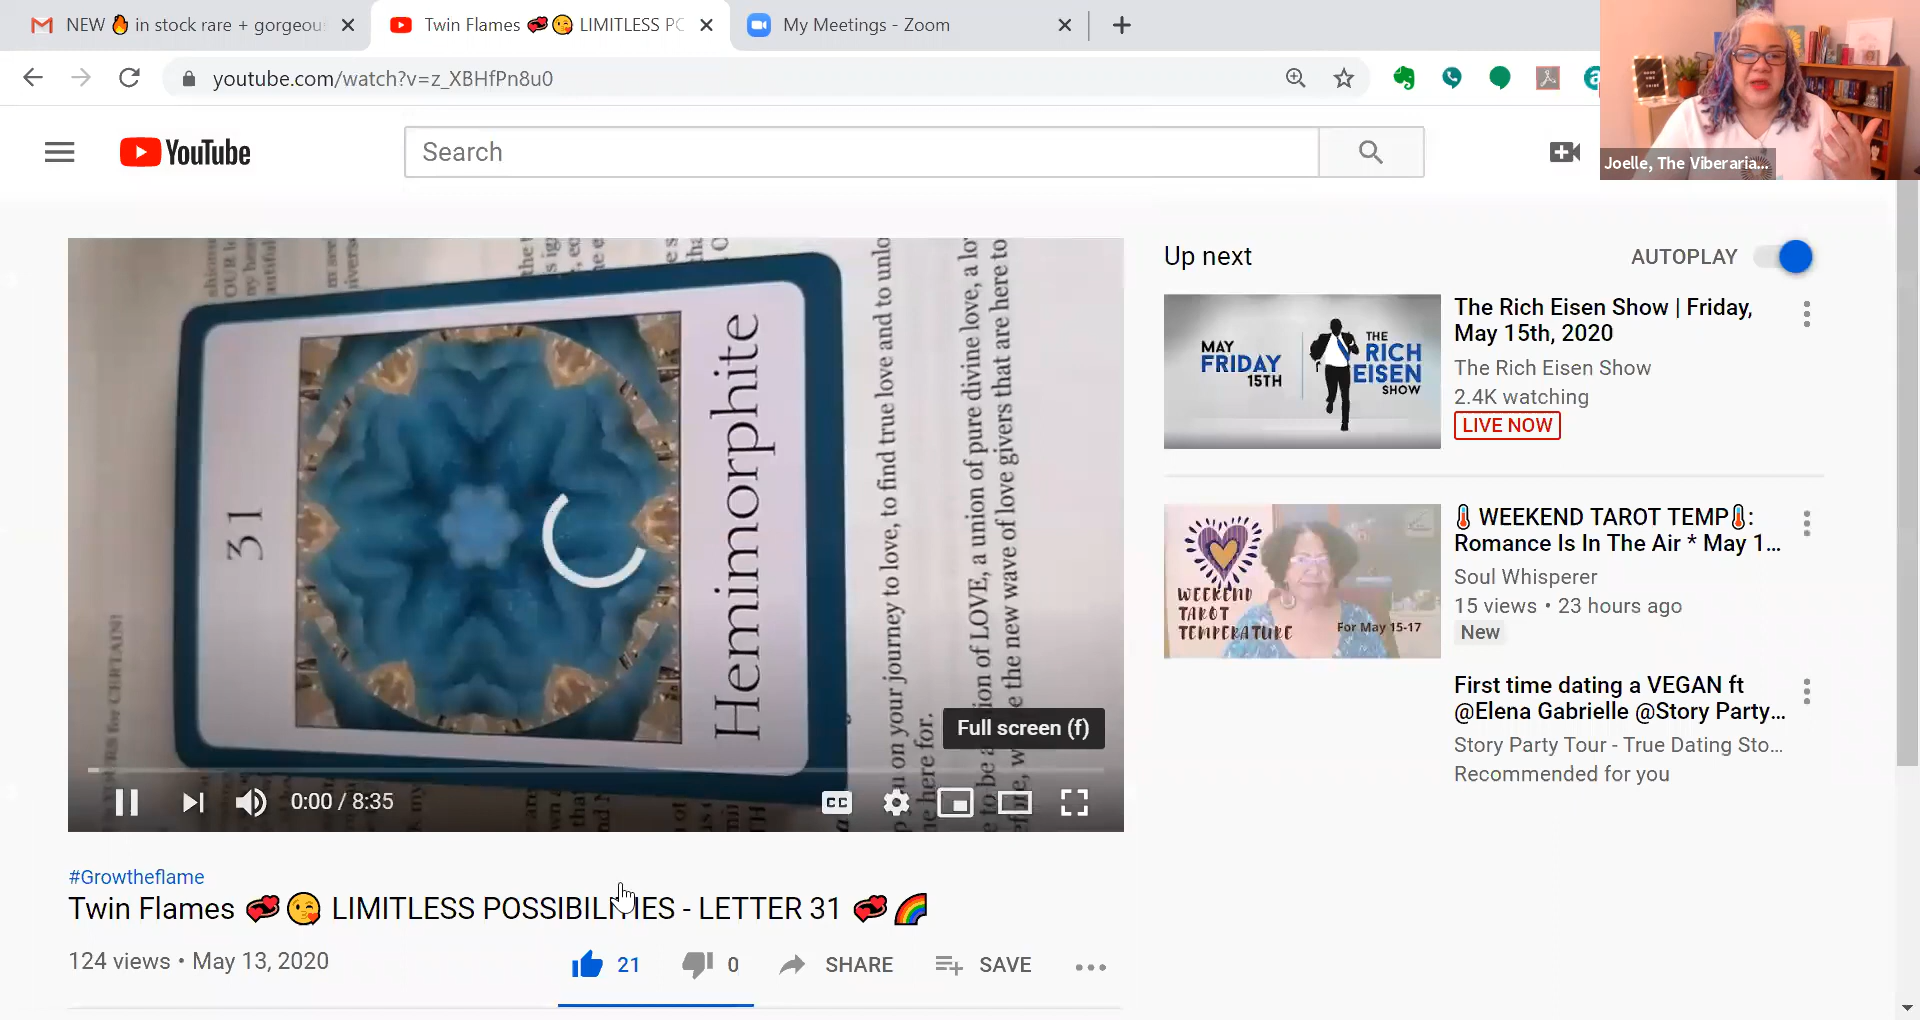 NEW 🔥 in stock rare + gorgeou
Twin Flames 💞😘 LIMITLESS PO
My Meetings - Zoom
youtube.com/watch?v=z_XBHfPn8u0
Joelle, The Viberaria...
YouTube
Search
31
Hemimorphite
YOURS for CERTAIN!
on your journey to love, to find true love and to unlo
here for.
ion of LOVE, a union of pure divine love, a lo
the new wave of love givers that are here to
Full screen (f)
0:00 / 8:35
CC
Up next
AUTOPLAY
MAY
FRIDAY
15TH
THE
RICH
EISEN
SHOW
The Rich Eisen Show | Friday,
May 15th, 2020
The Rich Eisen Show
2.4K watching
LIVE NOW
WEEKEND
TAROT
TEMPERATURE
For May 15-17
🌡 WEEKEND TAROT TEMP🌡:
Romance Is In The Air * May 1...
Soul Whisperer
15 views • 23 hours ago
New
First time dating a VEGAN ft
@Elena Gabrielle @Story Party...
Story Party Tour - True Dating Sto...
Recommended for you
#Growtheflame
Twin Flames 💞😘 LIMITLESS POSSIBILITIES - LETTER 31 💞🌈
124 views • May 13, 2020
21
0
SHARE
SAVE